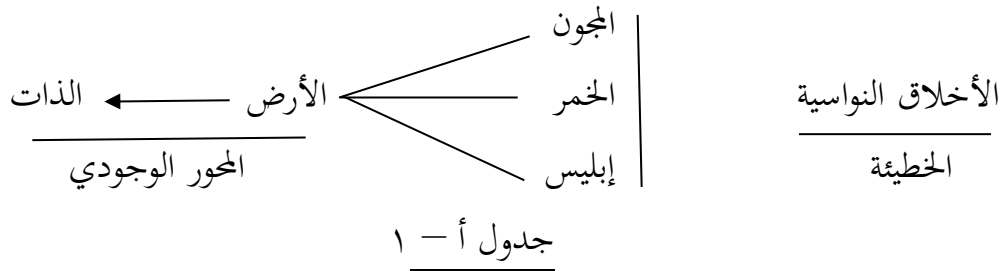 المجون
الأخلاق النواسية الخمر الأرض الذات
الخطيئة إبليس المحور الوجودي
جدول أ – ١